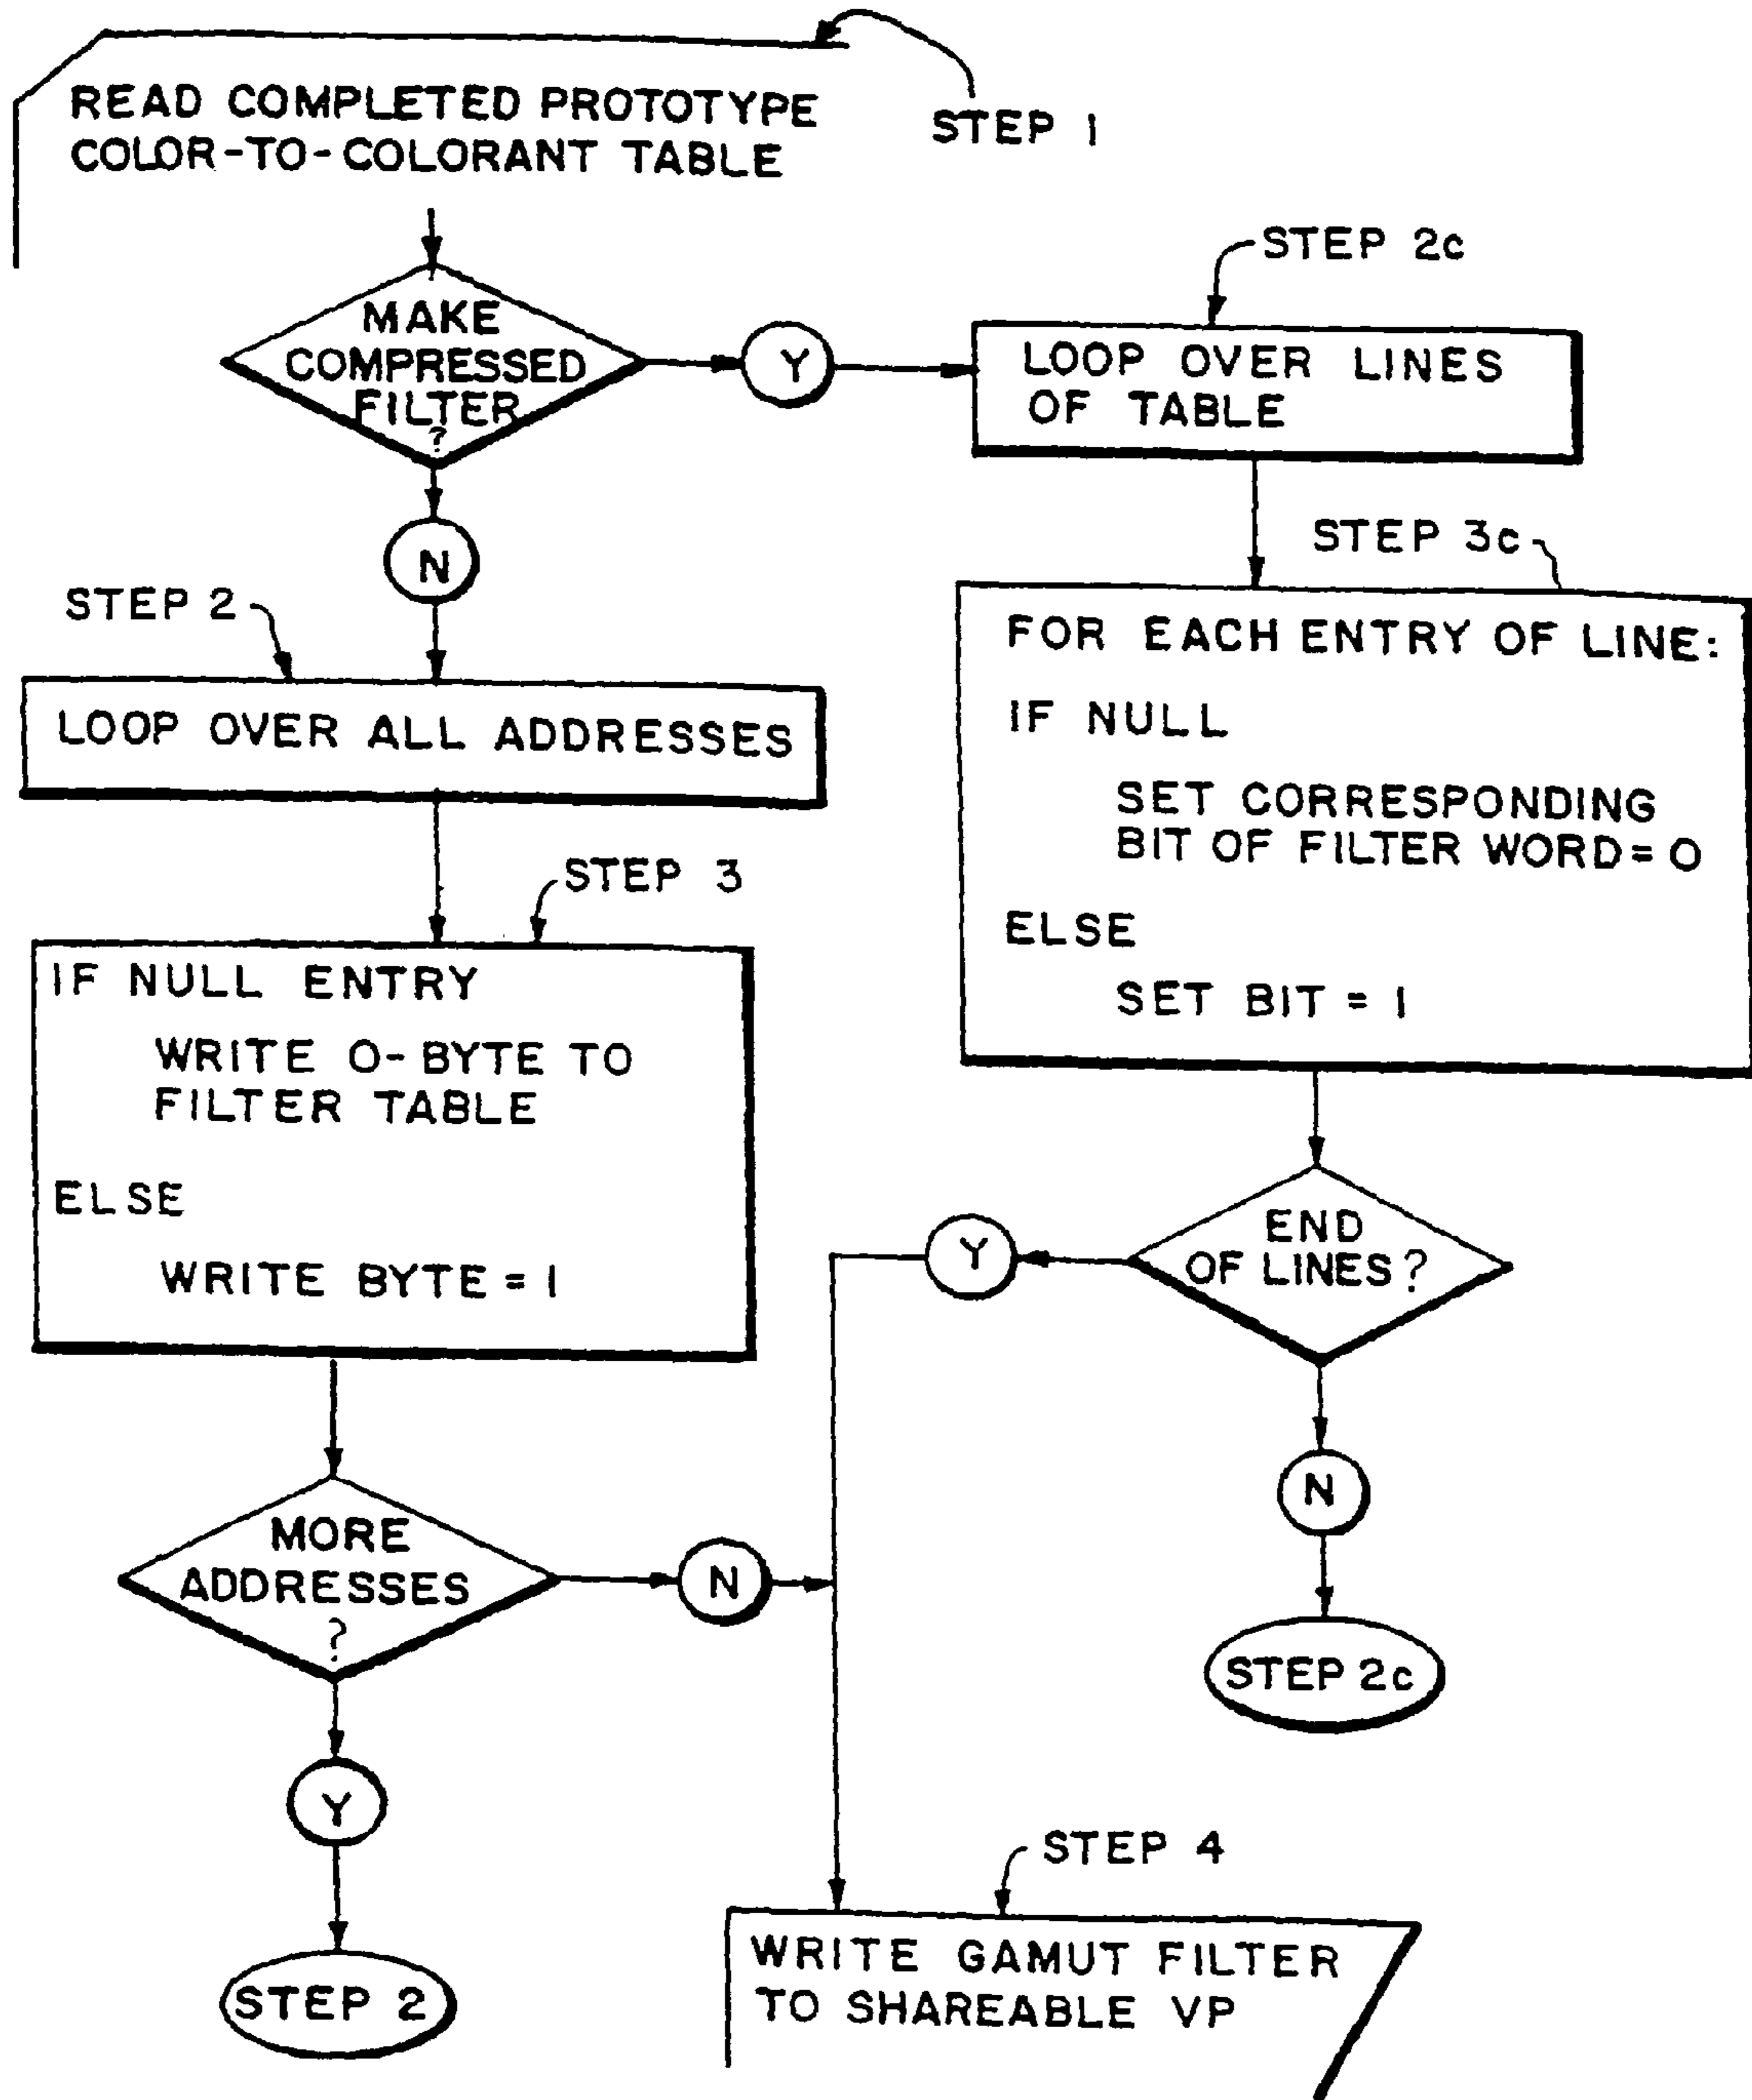 READ COMPLETED PROTOTYPE
COLOR-TO-COLORANT TABLE
STEP 1
MAKE
COMPRESSED
FILTER
?
Y
STEP 2c
LOOP OVER LINES
OF TABLE
N
STEP 2
LOOP OVER ALL ADDRESSES
STEP 3c
FOR EACH ENTRY OF LINE:
IF NULL
SET CORRESPONDING
BIT OF FILTER WORD = 0
ELSE
SET BIT = 1
STEP 3
IF NULL ENTRY
WRITE 0-BYTE TO
FILTER TABLE
ELSE
WRITE BYTE = 1
END
OF LINES?
Y
N
STEP 2c
MORE
ADDRESSES
?
N
Y
STEP 2
STEP 4
WRITE GAMUT FILTER
TO SHAREABLE VP